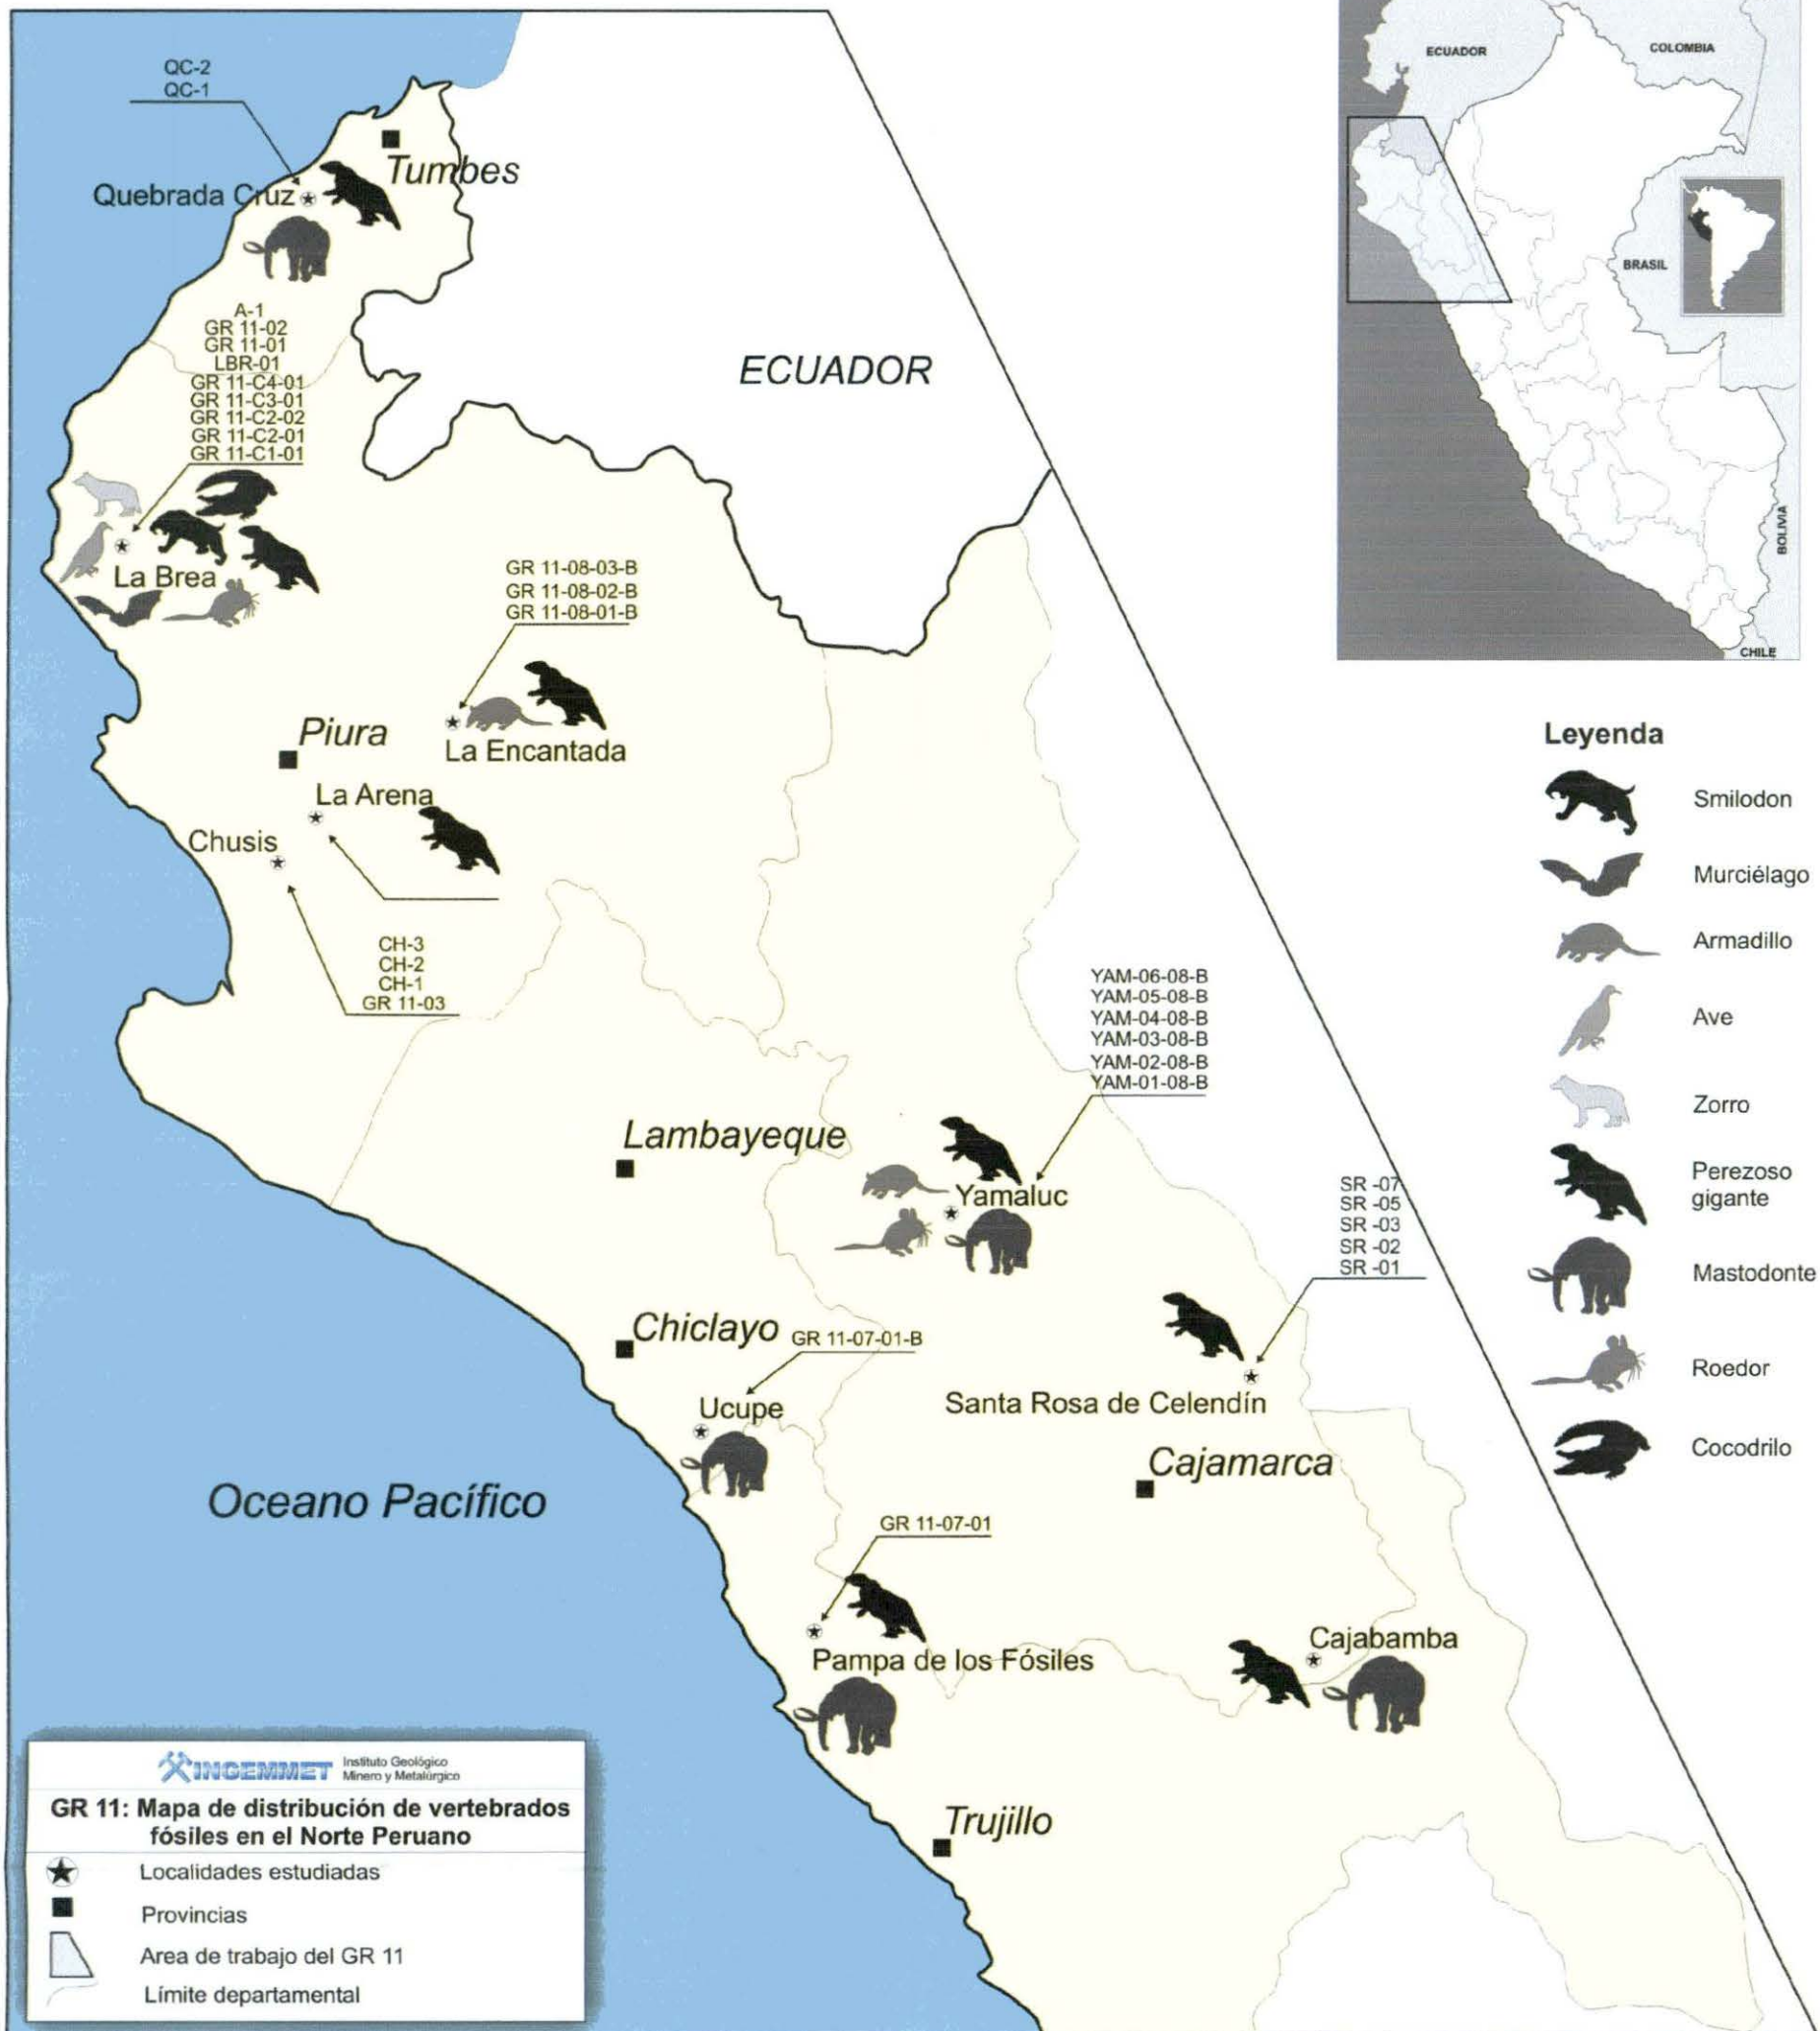 QC-2
QC-1
Tumbes
Quebrada Cruz
A-1
GR 11-02
GR 11-01
LBR-01
GR 11-C4-01
GR 11-C3-01
GR 11-C2-02
GR 11-C2-01
GR 11-C1-01
La Brea
ECUADOR
GR 11-08-03-B
GR 11-08-02-B
GR 11-08-01-B
Piura
La Encantada
La Arena
Chusis
CH-3
CH-2
CH-1
GR 11-03
YAM-06-08-B
YAM-05-08-B
YAM-04-08-B
YAM-03-08-B
YAM-02-08-B
YAM-01-08-B
Lambayeque
Yamaluc
SR -07
SR -05
SR -03
SR -02
SR -01
Chiclayo
GR 11-07-01-B
Ucupe
Santa Rosa de Celendín
Cajamarca
Oceano Pacífico
GR 11-07-01
Pampa de los Fósiles
Cajabamba
Trujillo
ECUADOR
COLOMBIA
BRASIL
BOLIVIA
CHILE
Leyenda
Smilodon
Murciélago
Armadillo
Ave
Zorro
Perezoso
gigante
Mastodonte
Roedor
Cocodrilo
INGEMMET
Instituto Geológico
Minero y Metalúrgico
GR 11: Mapa de distribución de vertebrados
fósiles en el Norte Peruano
Localidades estudiadas
Provincias
Area de trabajo del GR 11
Límite departamental